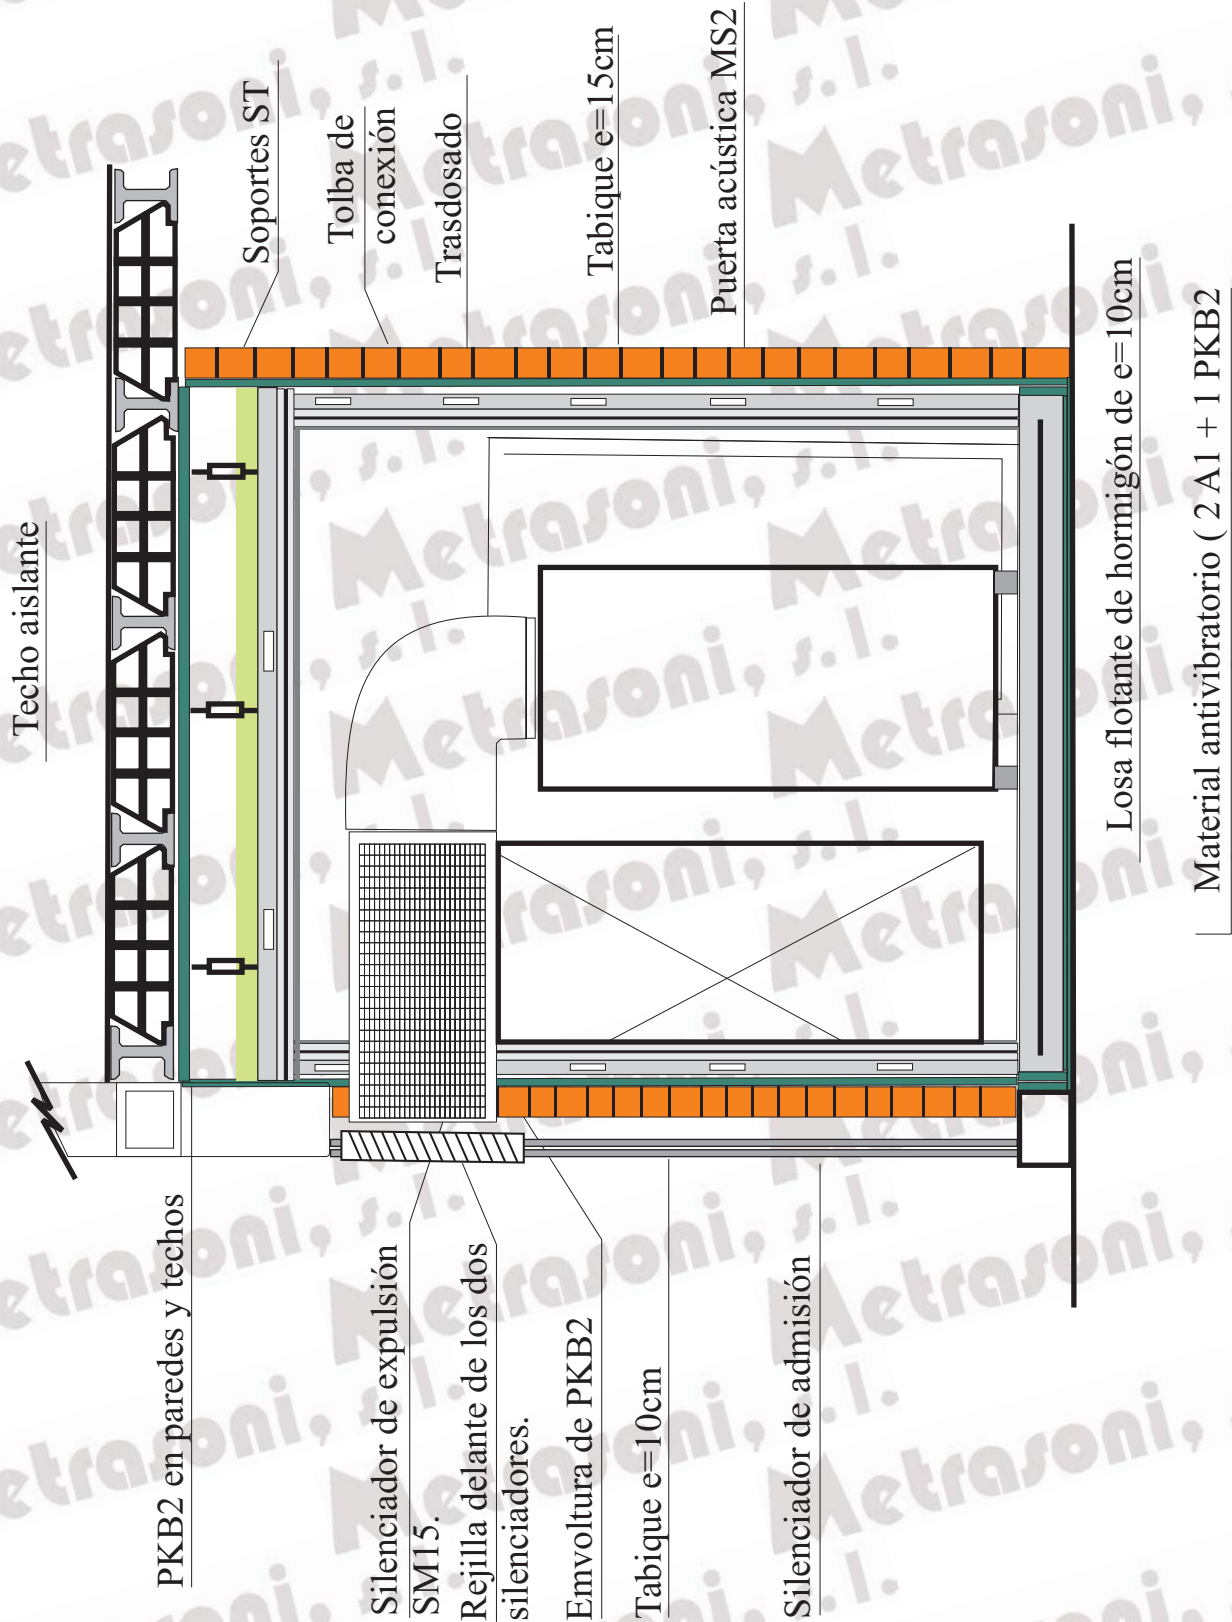 Techo aislante
Soportes ST
Tolba de
conexión
Trasdosado
Tabique e=15cm
Puerta acústica MS2
PKB2 en paredes y techos
Silenciador de expulsión
SM15.
Rejilla delante de los dos
silenciadores.
Emvoltura de PKB2
Tabique e=10cm
Silenciador de admisión
Losa flotante de hormigón de e=10cm
Material antivibratorio ( 2 A1 + 1 PKB2
Metrasoni, s.l.